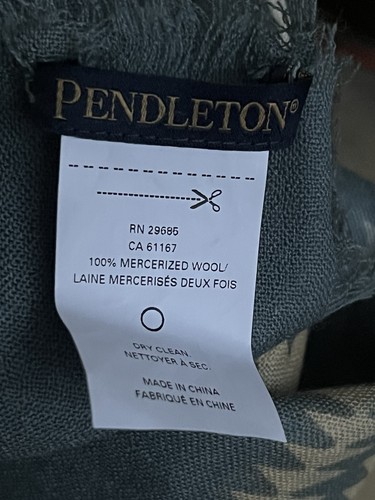 PENDLETON®
RN 29685
CA 61167
100% MERCERIZED WOOL/
LAINE MERCERISÉS DEUX FOIS
DRY CLEAN.
NETTOYER À SEC.
MADE IN CHINA
FABRIQUÉ EN CHINE